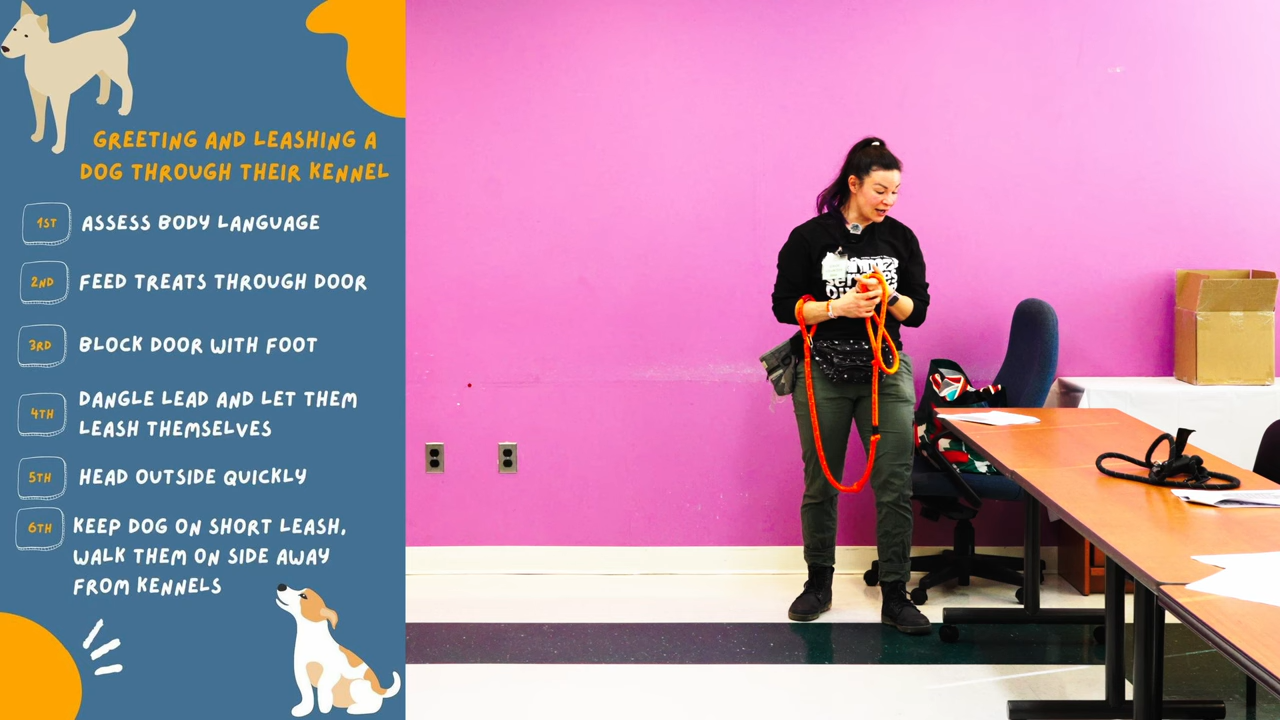 GREETING AND LEASHING A
DOG THROUGH THEIR KENNEL
1ST
ASSESS BODY LANGUAGE
2ND
FEED TREATS THROUGH DOOR
3RD
BLOCK DOOR WITH FOOT
4TH
DANGLE LEAD AND LET THEM
LEASH THEMSELVES
5TH
HEAD OUTSIDE QUICKLY
6TH
KEEP DOG ON SHORT LEASH,
WALK THEM ON SIDE AWAY
FROM KENNELS